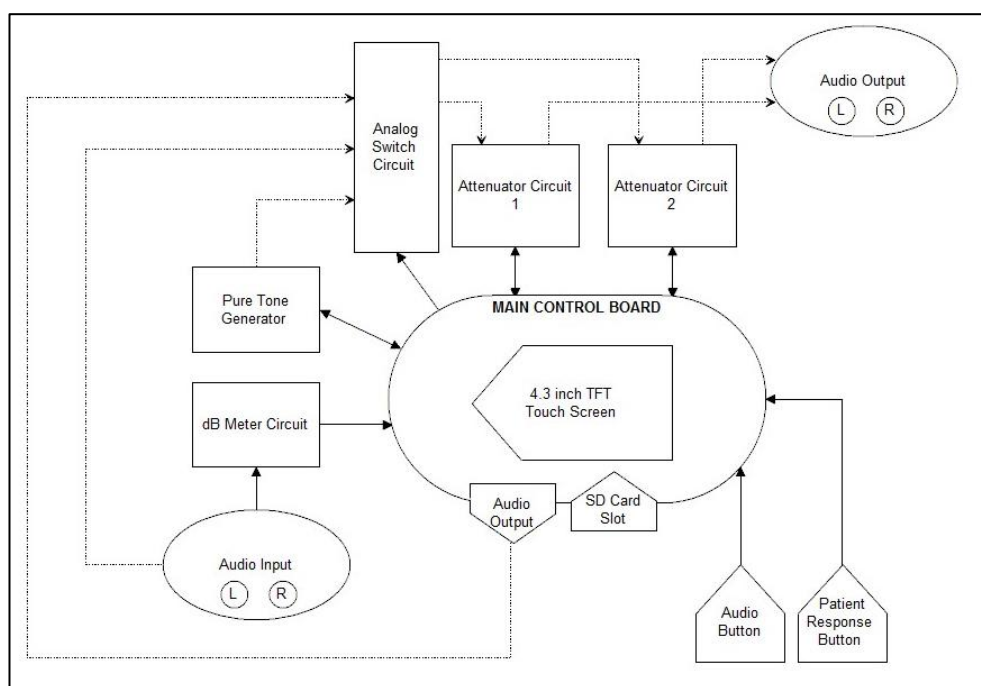 Audio Output
L R
Analog
Switch
Circuit
Attenuator Circuit
1
Attenuator Circuit
2
Pure Tone
Generator
MAIN CONTROL BOARD
4.3 inch TFT
Touch Screen
dB Meter Circuit
Audio
Output
SD Card
Slot
Audio Input
L R
Audio
Button
Patient
Response
Button